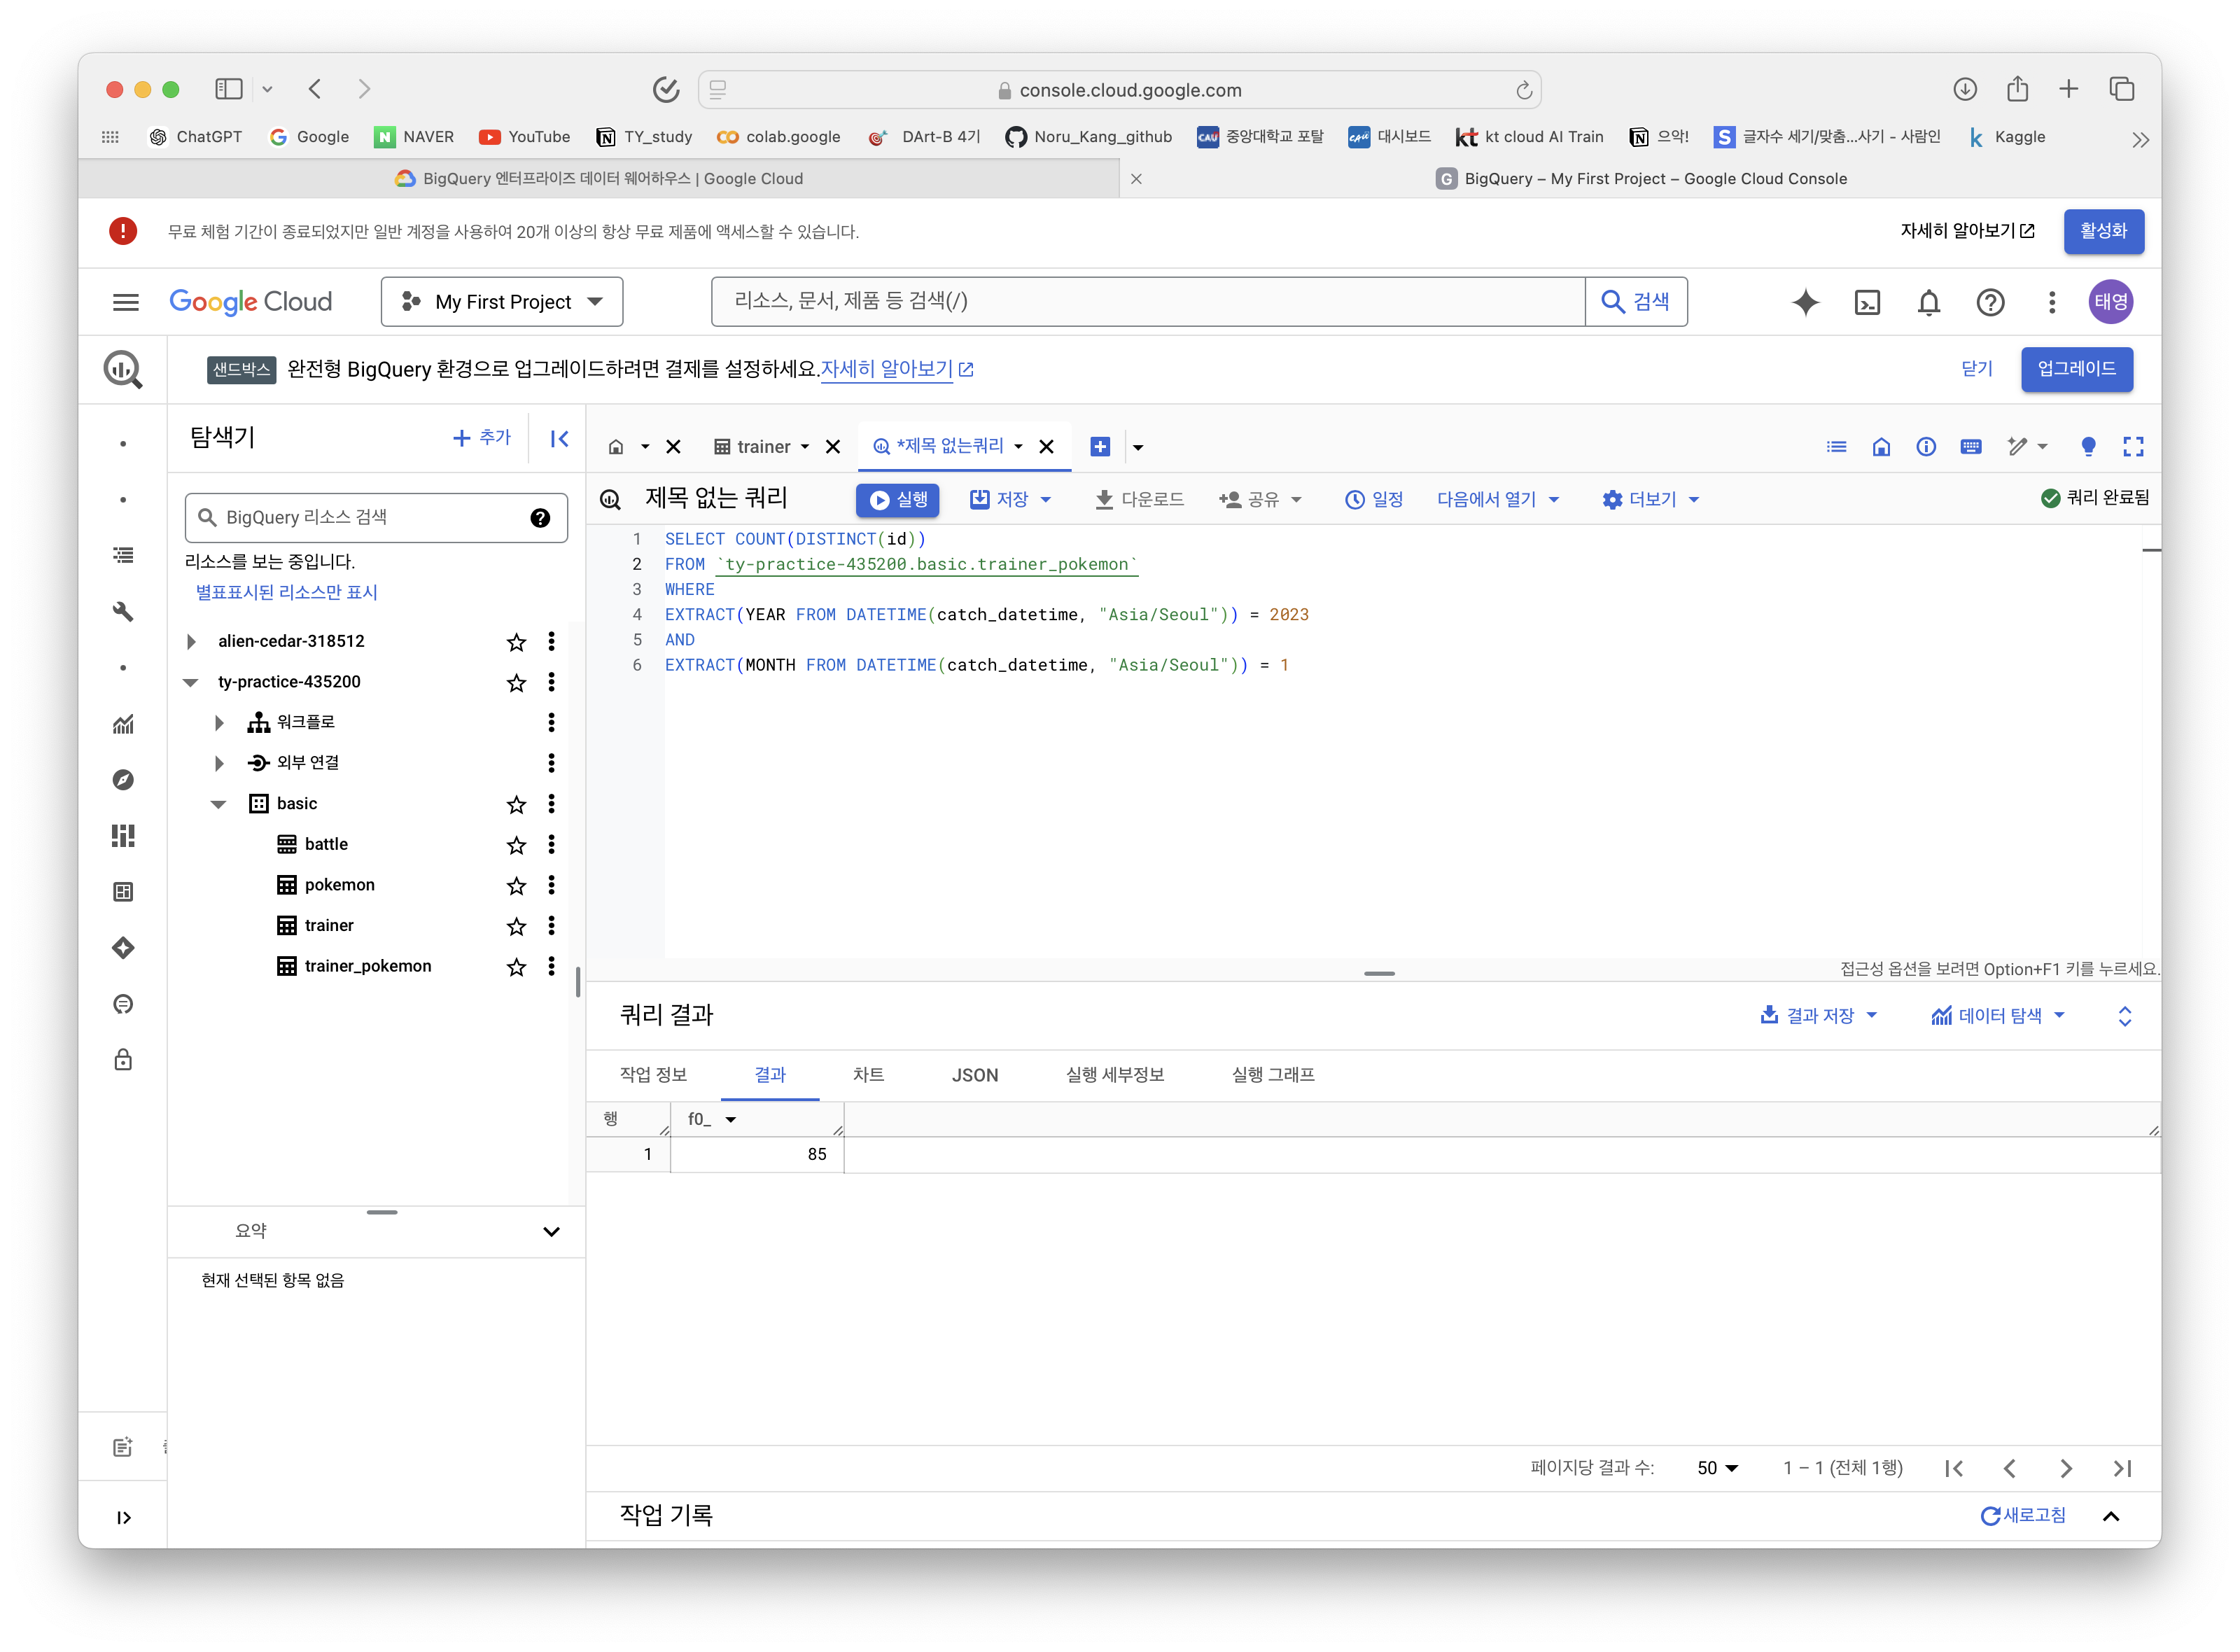 console.cloud.google.com
ChatGPT Google NAVER YouTube TY_study colab.google DArt-B 4기 Noru_Kang_github 중앙대학교 포탈 대시보드 kt cloud AI Train 으악! 글자수 세기/맞춤...사기 - 사람인 Kaggle
BigQuery 엔터프라이즈 데이터 웨어하우스 | Google Cloud
BigQuery – My First Project – Google Cloud Console
무료 체험 기간이 종료되었지만 일반 계정을 사용하여 20개 이상의 항상 무료 제품에 액세스할 수 있습니다.
자세히 알아보기
활성화
Google Cloud
My First Project
리소스, 문서, 제품 등 검색(/)
검색
태영
샌드박스 완전형 BigQuery 환경으로 업그레이드하려면 결제를 설정하세요.자세히 알아보기
닫기
업그레이드
탐색기
추가
BigQuery 리소스 검색
리소스를 보는 중입니다.
별표표시된 리소스만 표시
alien-cedar-318512
ty-practice-435200
워크플로
외부 연결
basic
battle
pokemon
trainer
trainer_pokemon
요약
현재 선택된 항목 없음
trainer
*제목 없는쿼리
제목 없는 쿼리
실행
저장
다운로드
공유
일정
다음에서 열기
더보기
쿼리 완료됨
1 SELECT COUNT(DISTINCT(id))
2 FROM `ty-practice-435200.basic.trainer_pokemon`
3 WHERE
4 EXTRACT(YEAR FROM DATETIME(catch_datetime, "Asia/Seoul")) = 2023
5 AND
6 EXTRACT(MONTH FROM DATETIME(catch_datetime, "Asia/Seoul")) = 1
접근성 옵션을 보려면 Option+F1 키를 누르세요.
쿼리 결과
결과 저장
데이터 탐색
작업 정보 결과 차트 JSON 실행 세부정보 실행 그래프
행 f0_
1 85
페이지당 결과 수: 50 1 – 1 (전체 1행)
작업 기록
새로고침